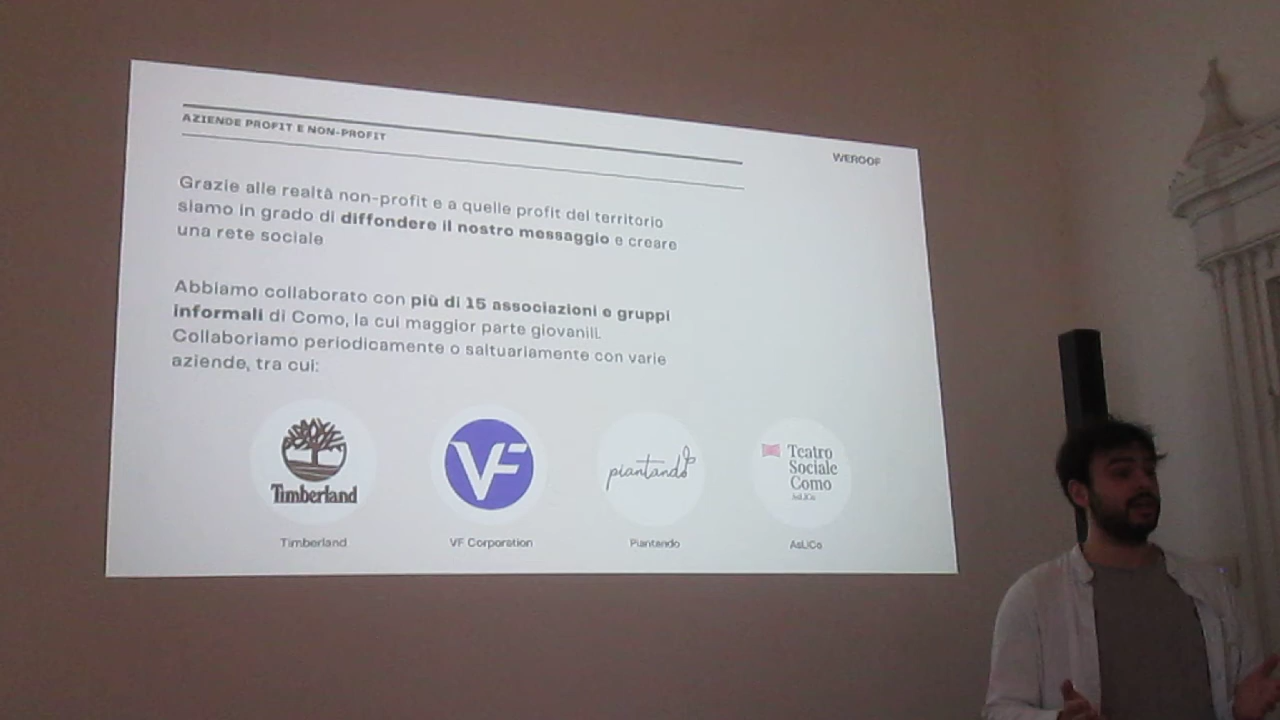 AZIENDE PROFIT E NON-PROFIT
WEROOF
Grazie alle realtà non-profit e a quelle profit del territorio
siamo in grado di diffondere il nostro messaggio e creare
una rete sociale
Abbiamo collaborato con più di 15 associazioni e gruppi
informali di Como, la cui maggior parte giovanili.
Collaboriamo periodicamente o saltuariamente con varie
aziende, tra cui:
Timberland
VF
piantando
Teatro
Sociale
Como
AsLiCo
Timberland
VF Corporation
Piantando
AsLiCo